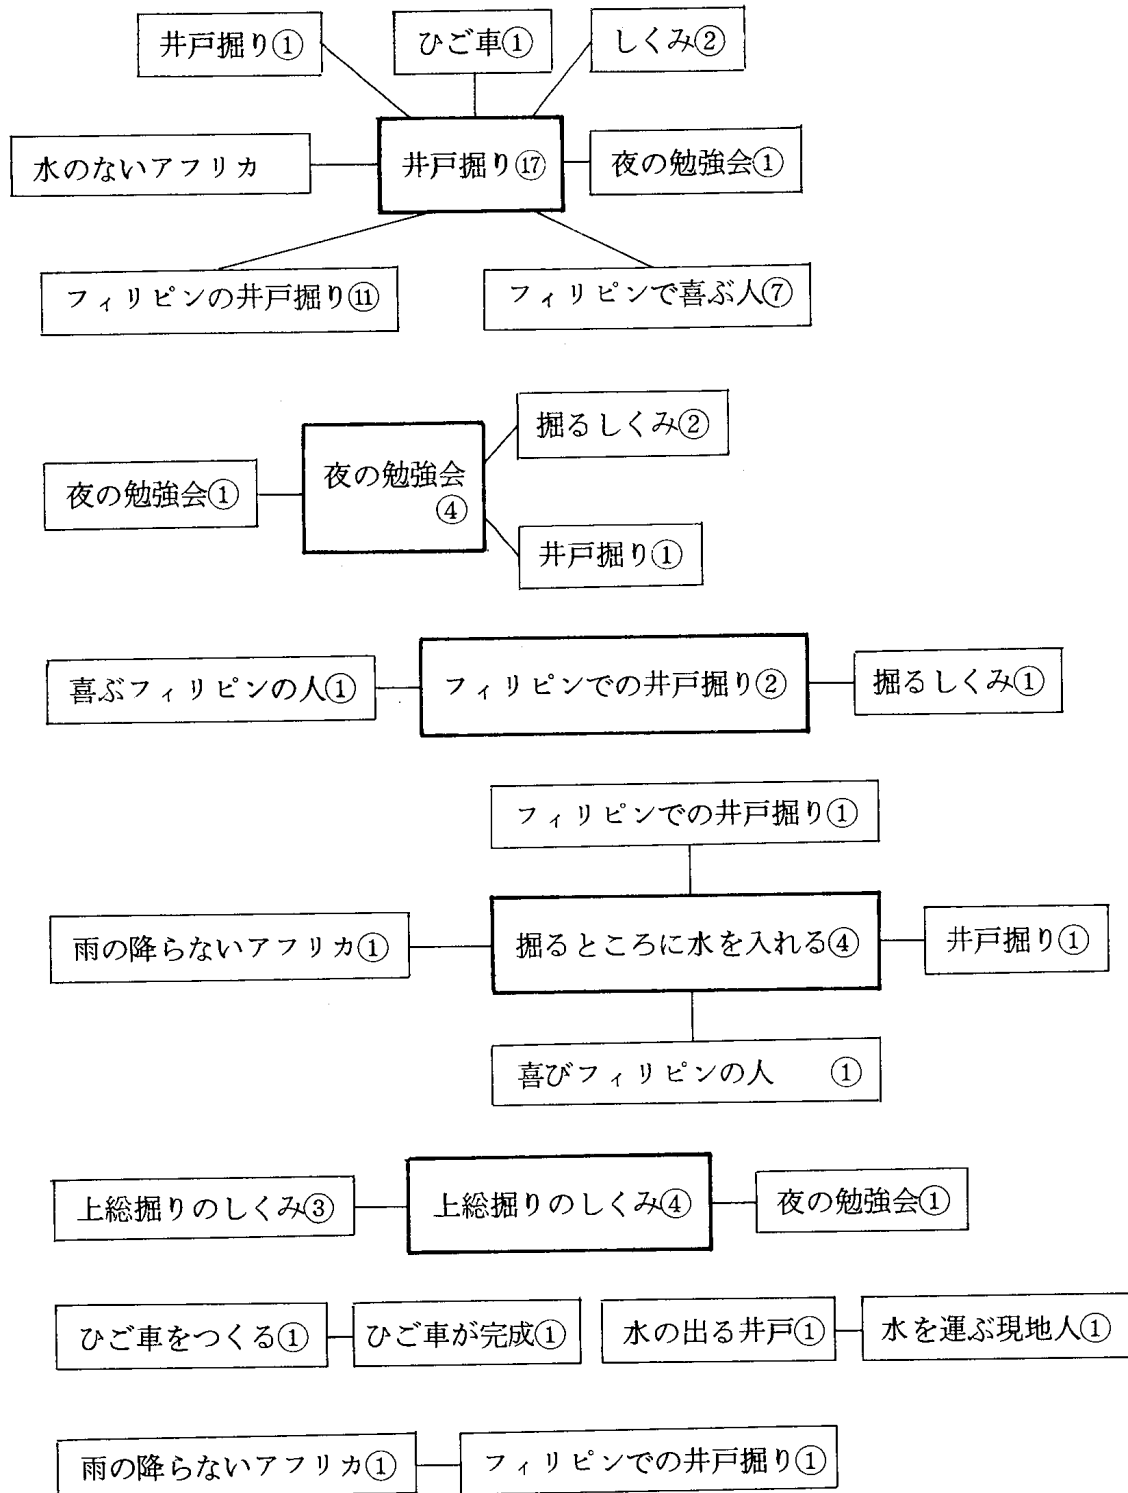 井戸掘り①
ひご車①
しくみ②
水のないアフリカ
井戸掘り⑰
夜の勉強会①
フィリピンの井戸掘り⑪
フィリピンで喜ぶ人⑦
掘るしくみ②
夜の勉強会①
夜の勉強会
④
井戸掘り①
喜ぶフィリピンの人①
フィリピンでの井戸掘り②
掘るしくみ①
フィリピンでの井戸掘り①
雨の降らないアフリカ①
掘るところに水を入れる④
井戸掘り①
喜びフィリピンの人 ①
上総掘りのしくみ③
上総掘りのしくみ④
夜の勉強会①
ひご車をつくる①
ひご車が完成①
水の出る井戸①
水を運ぶ現地人①
雨の降らないアフリカ①
フィリピンでの井戸掘り①